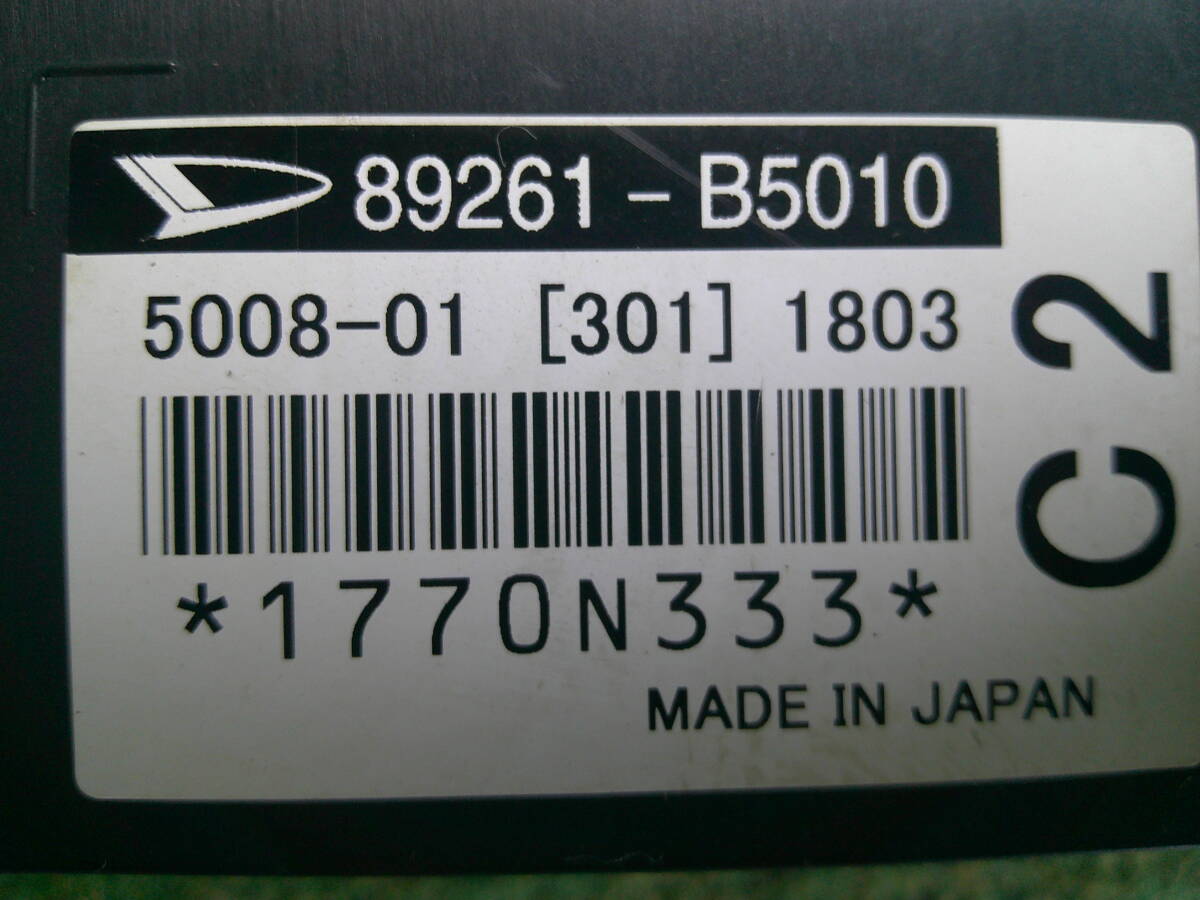 89261-B5010
5008-01 [301] 1803
*1770N333*
MADE IN JAPAN
C2